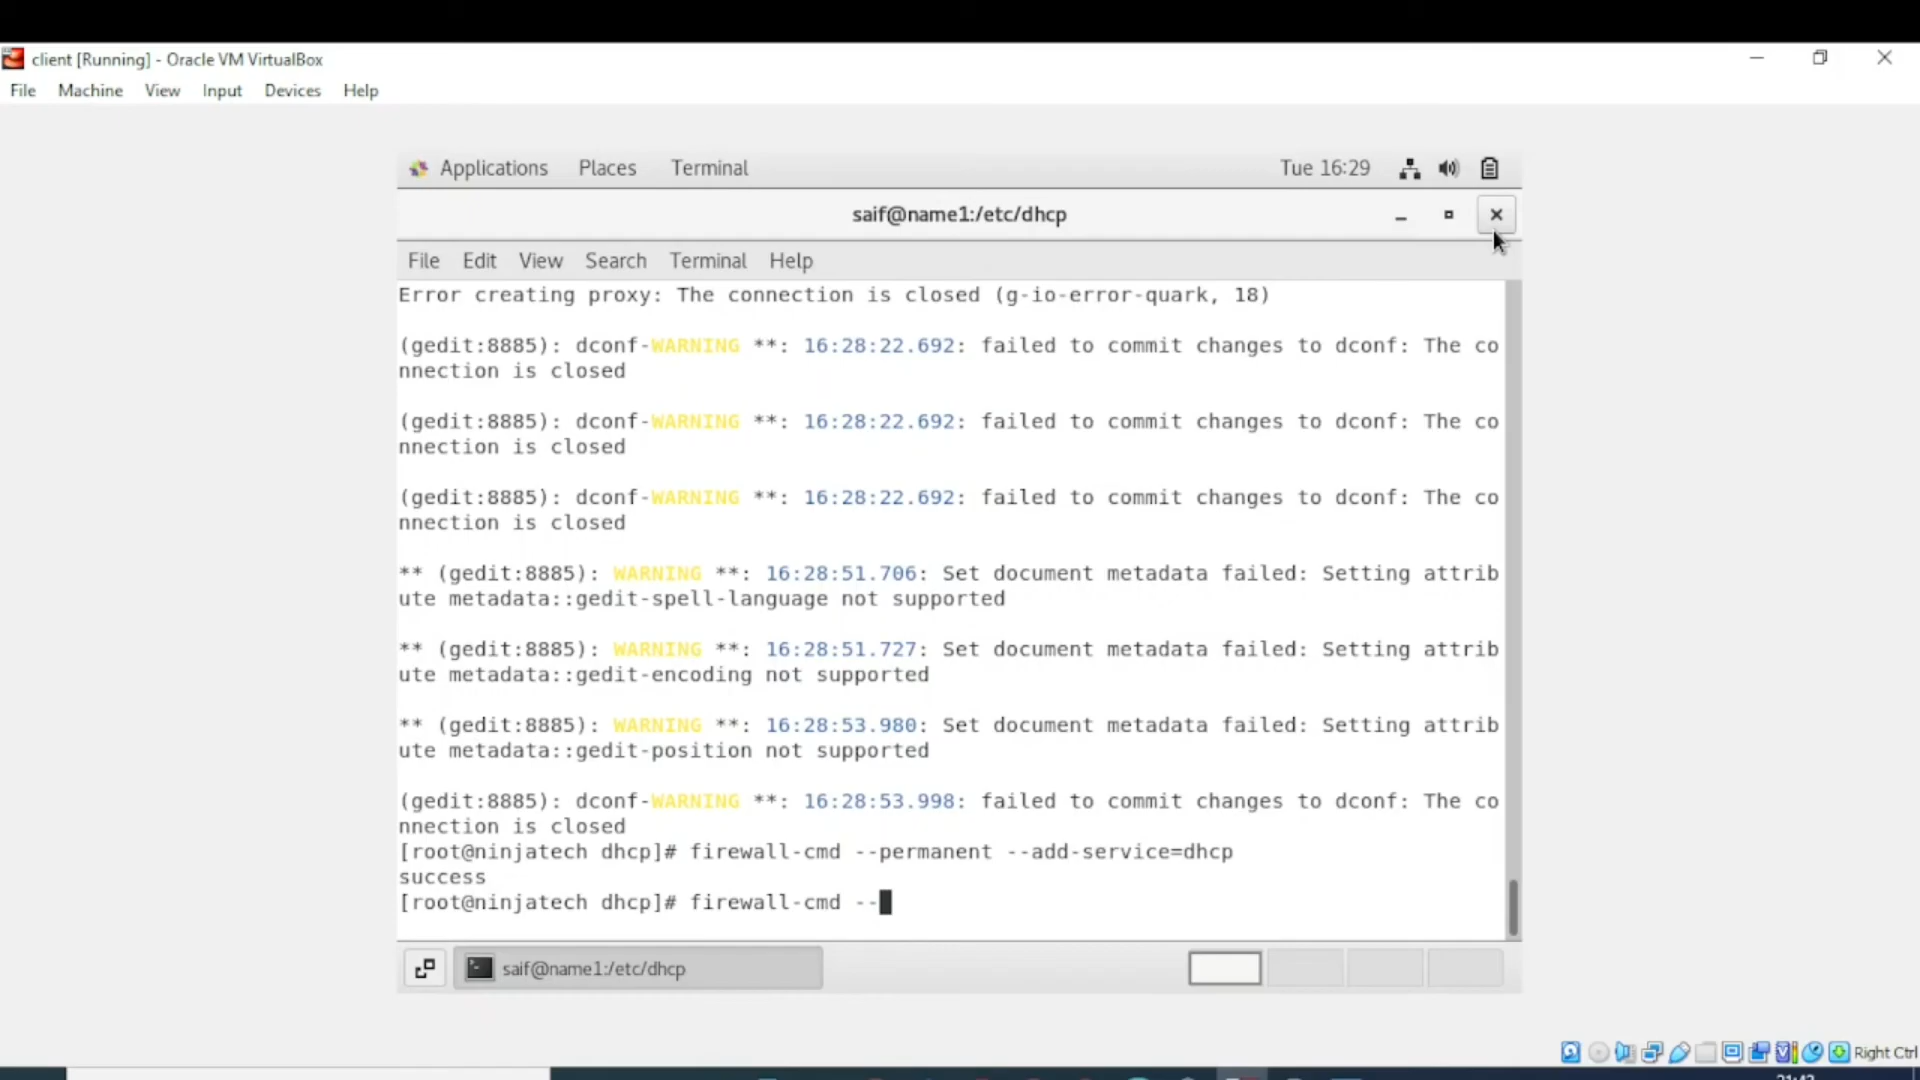 client [Running] - Oracle VM VirtualBox
File Machine View Input Devices Help
Applications Places Terminal Tue 16:29
saif@name1:/etc/dhcp
File Edit View Search Terminal Help
Error creating proxy: The connection is closed (g-io-error-quark, 18)
(gedit:8885): dconf-WARNING **: 16:28:22.692: failed to commit changes to dconf: The co
nnection is closed
(gedit:8885): dconf-WARNING **: 16:28:22.692: failed to commit changes to dconf: The co
nnection is closed
(gedit:8885): dconf-WARNING **: 16:28:22.692: failed to commit changes to dconf: The co
nnection is closed
** (gedit:8885): WARNING **: 16:28:51.706: Set document metadata failed: Setting attrib
ute metadata::gedit-spell-language not supported
** (gedit:8885): WARNING **: 16:28:51.727: Set document metadata failed: Setting attrib
ute metadata::gedit-encoding not supported
** (gedit:8885): WARNING **: 16:28:53.980: Set document metadata failed: Setting attrib
ute metadata::gedit-position not supported
(gedit:8885): dconf-WARNING **: 16:28:53.998: failed to commit changes to dconf: The co
nnection is closed
[root@ninjatech dhcp]# firewall-cmd --permanent --add-service=dhcp
success
[root@ninjatech dhcp]# firewall-cmd --
saif@name1:/etc/dhcp
Right Ctrl